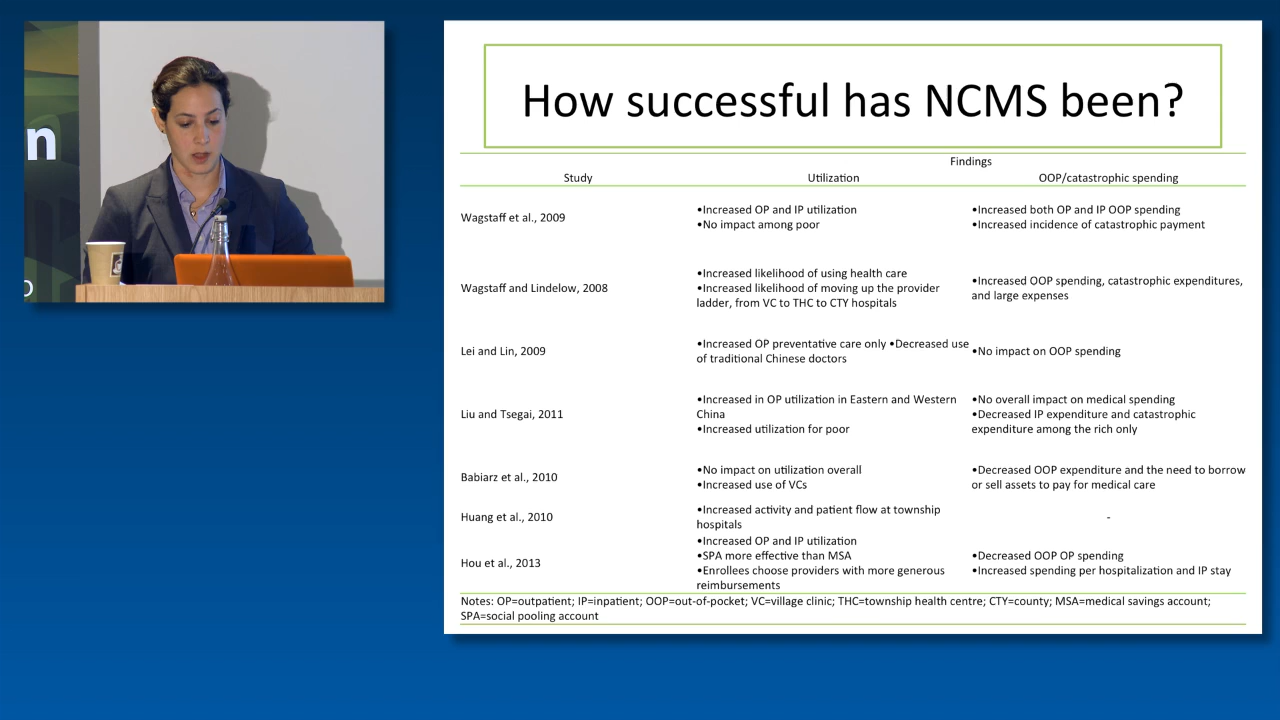 n
How successful has NCMS been?
Findings
Study Utilization OOP/catastrophic spending
Wagstaff et al., 2009
•Increased OP and IP utilization
•No impact among poor
•Increased both OP and IP OOP spending
•Increased incidence of catastrophic payment
Wagstaff and Lindelow, 2008
•Increased likelihood of using health care
•Increased likelihood of moving up the provider
ladder, from VC to THC to CTY hospitals
•Increased OOP spending, catastrophic expenditures,
and large expenses
Lei and Lin, 2009
•Increased OP preventative care only •Decreased use
of traditional Chinese doctors
•No impact on OOP spending
Liu and Tsegai, 2011
•Increased in OP utilization in Eastern and Western
China
•Increased utilization for poor
•No overall impact on medical spending
•Decreased IP expenditure and catastrophic
expenditure among the rich only
Babiarz et al., 2010
•No impact on utilization overall
•Increased use of VCs
•Decreased OOP expenditure and the need to borrow
or sell assets to pay for medical care
Huang et al., 2010
•Increased activity and patient flow at township
hospitals
-
Hou et al., 2013
•Increased OP and IP utilization
•SPA more effective than MSA
•Enrollees choose providers with more generous
reimbursements
•Decreased OOP OP spending
•Increased spending per hospitalization and IP stay
Notes: OP=outpatient; IP=inpatient; OOP=out-of-pocket; VC=village clinic; THC=township health centre; CTY=county; MSA=medical savings account;
SPA=social pooling account